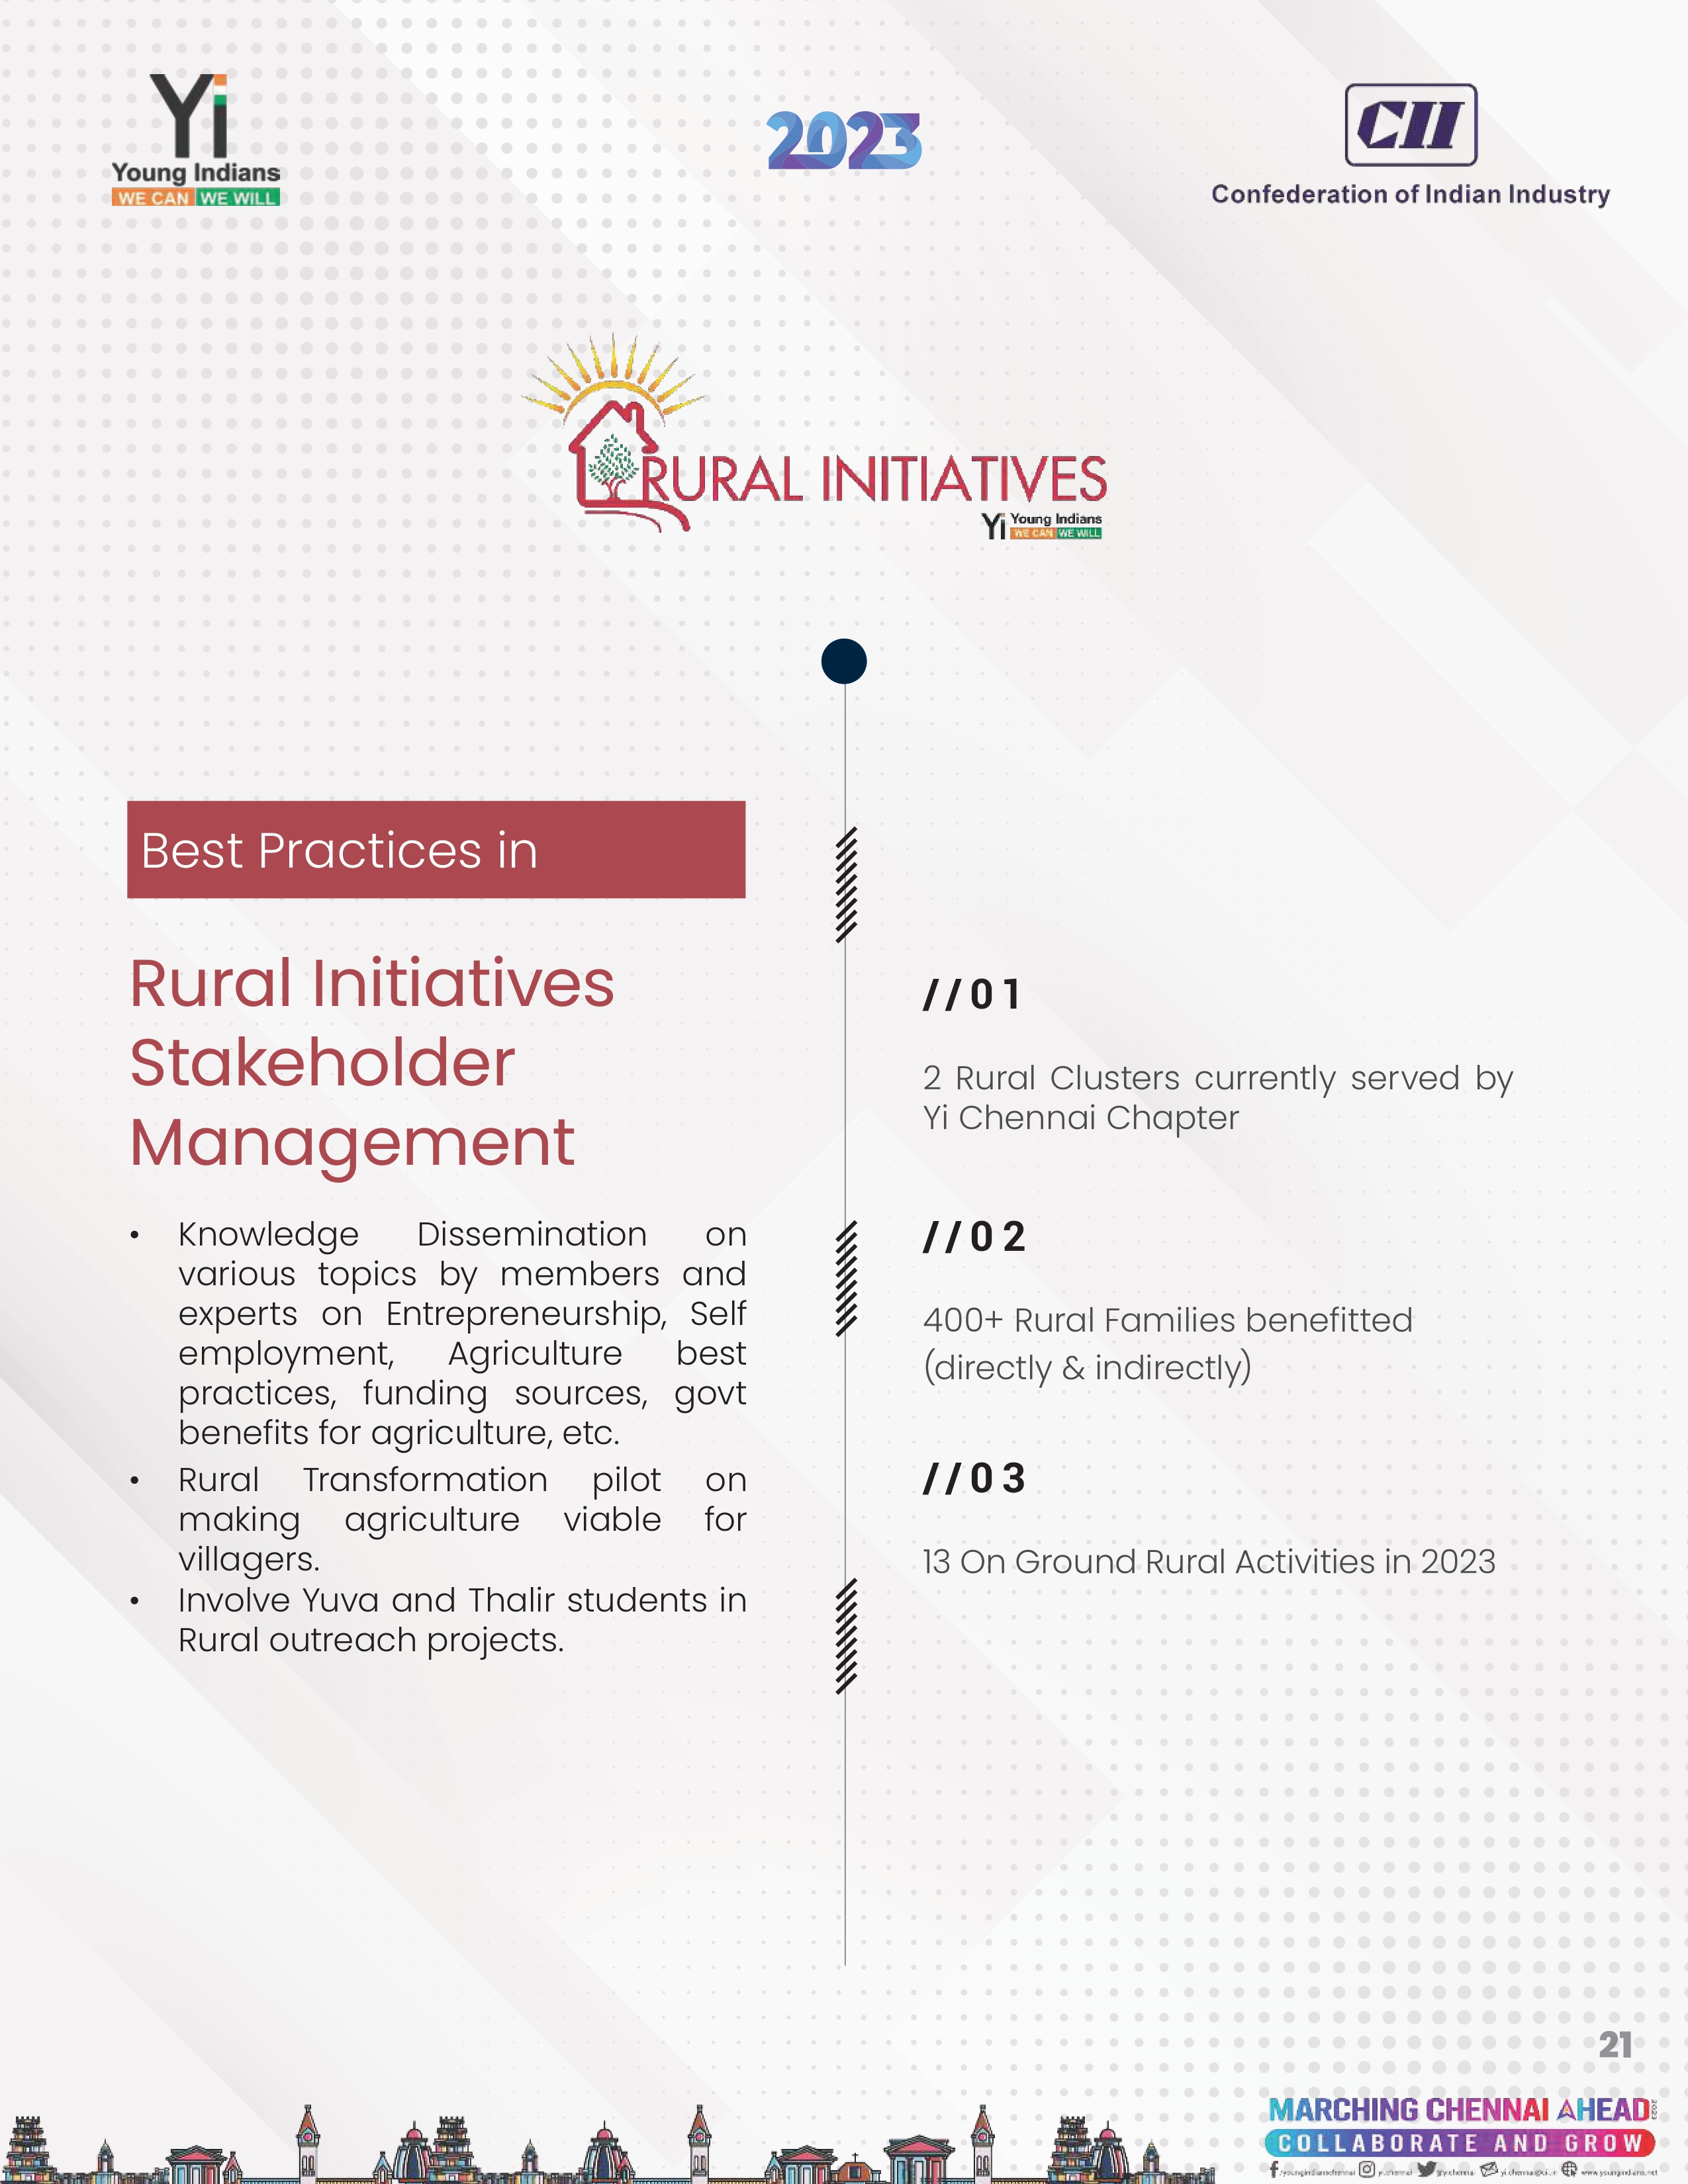 Yi
Young Indians
WE CAN WE WILL
2023
CII
Confederation of Indian Industry
RURAL INITIATIVES
Yi Young Indians
WE CAN WE WILL
Best Practices in
Rural Initiatives
Stakeholder
Management
• Knowledge Dissemination on
various topics by members and
experts on Entrepreneurship, Self
employment, Agriculture best
practices, funding sources, govt
benefits for agriculture, etc.
• Rural Transformation pilot on
making agriculture viable for
villagers.
• Involve Yuva and Thalir students in
Rural outreach projects.
//01
2 Rural Clusters currently served by
Yi Chennai Chapter
//02
400+ Rural Families benefitted
(directly & indirectly)
//03
13 On Ground Rural Activities in 2023
21
MARCHING CHENNAI AHEAD 2023
COLLABORATE AND GROW